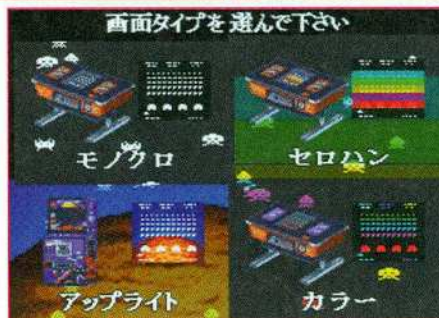 画面タイプを選んで下さい
モノクロ
セロハン
アップライト
カラー